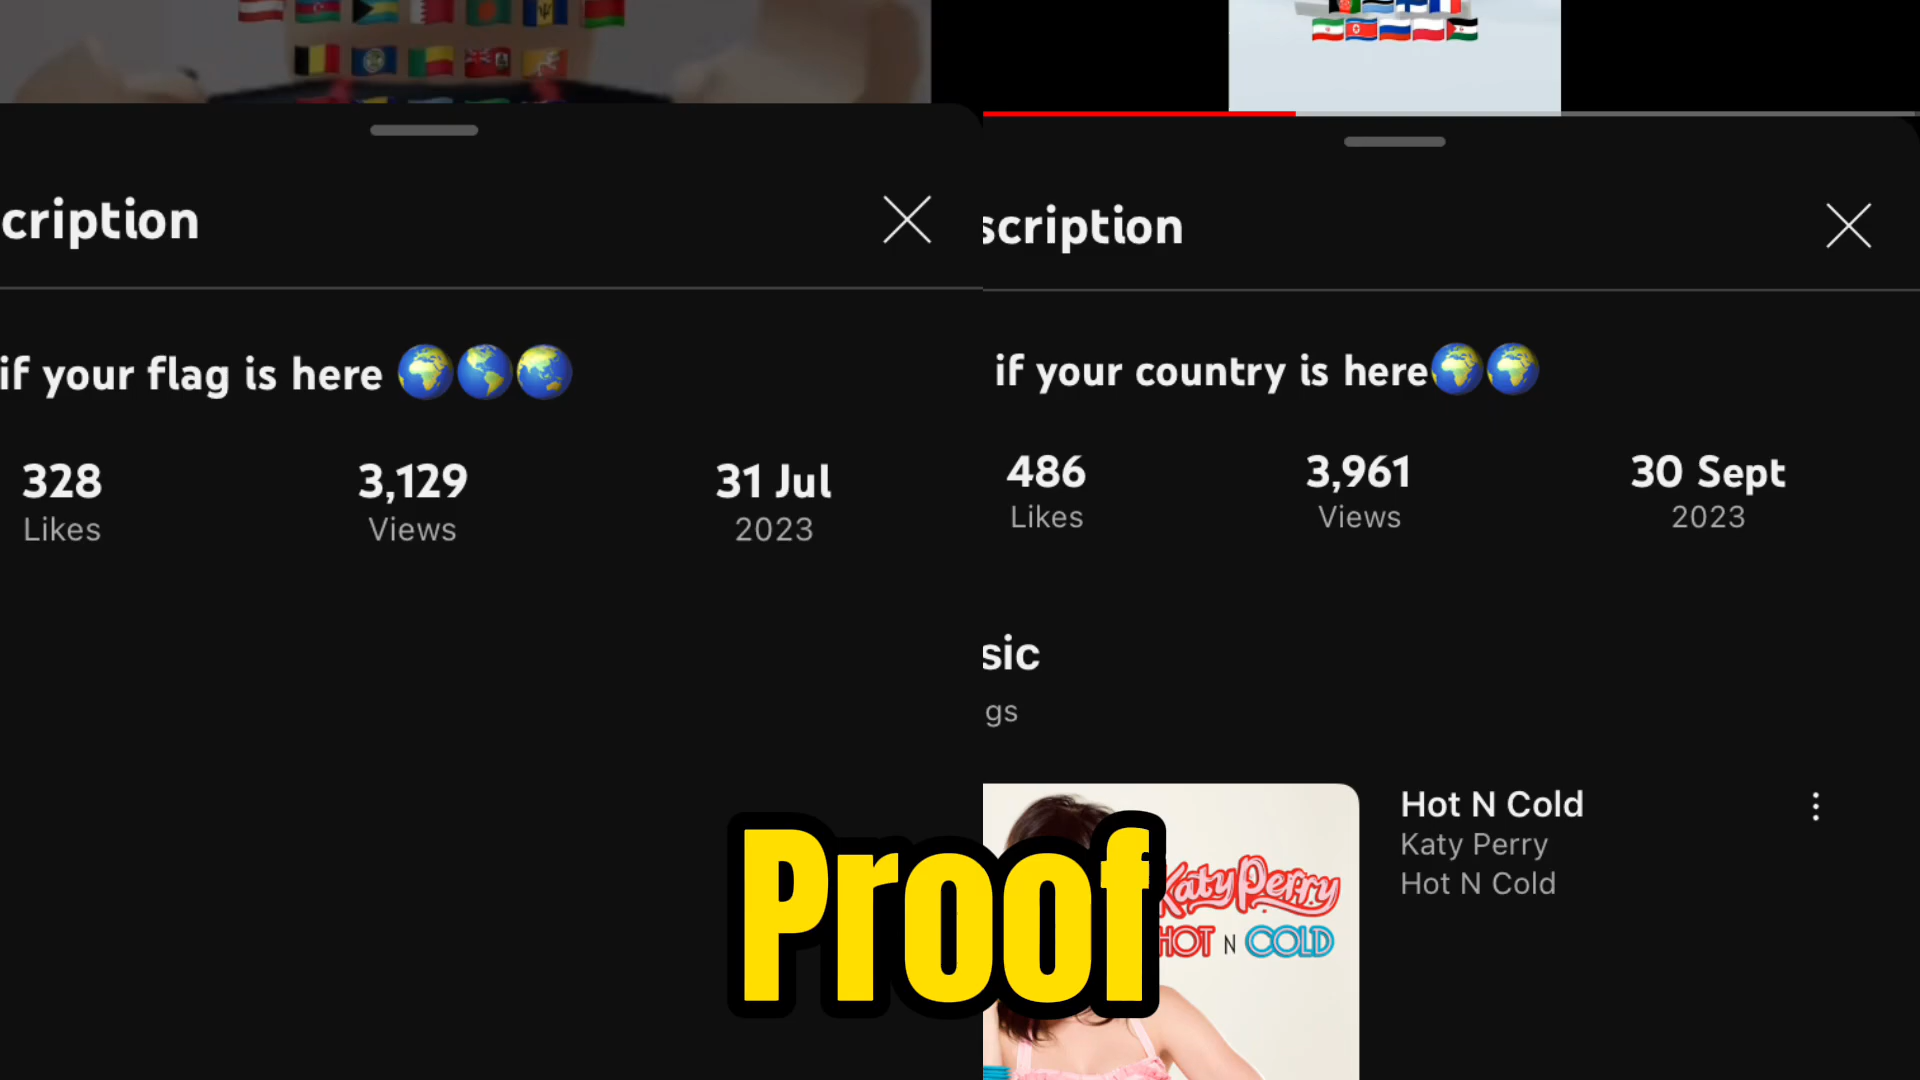 cription
if your flag is here 🌍🌎🌏
328
Likes
3,129
Views
31 Jul
2023
scription
if your country is here🌍🌍
486
Likes
3,961
Views
30 Sept
2023
sic
gs
Hot N Cold
Katy Perry
Hot N Cold
Katy Perry
HOT N COLD
Proof